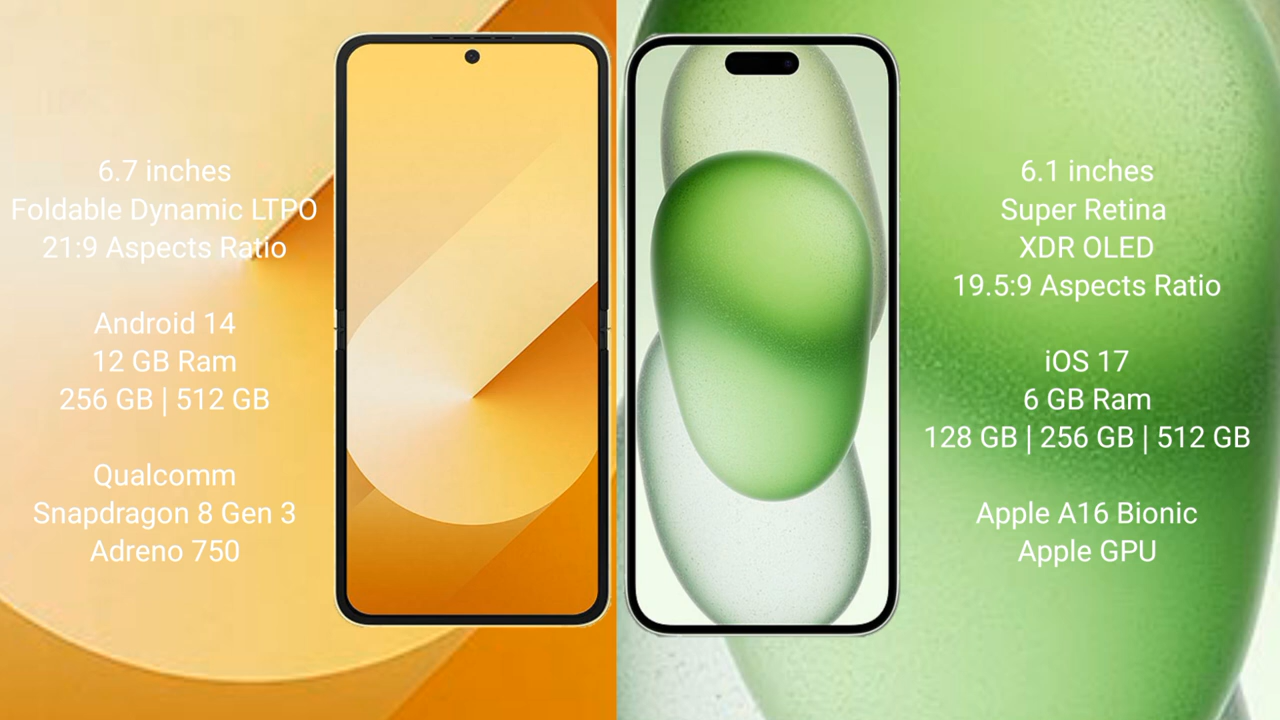 6.7 inches
Foldable Dynamic LTPO
21:9 Aspects Ratio
Android 14
12 GB Ram
256 GB | 512 GB
Qualcomm
Snapdragon 8 Gen 3
Adreno 750
6.1 inches
Super Retina
XDR OLED
19.5:9 Aspects Ratio
iOS 17
6 GB Ram
128 GB | 256 GB | 512 GB
Apple A16 Bionic
Apple GPU